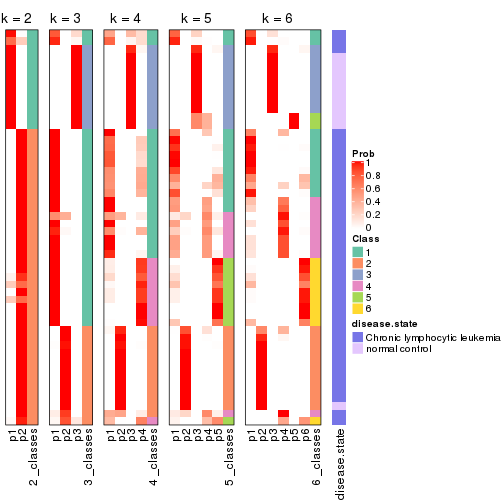 k = 2 k = 3 k = 4 k = 5 k = 6
Prob
1
0.8
0.6
0.4
0.2
0
Class
1
2
3
4
5
6
disease.state
Chronic lymphocytic leukemia
normal control
p1 p2 2_classes p1 p2 p3 3_classes p1 p2 p3 p4 4_classes p1 p2 p3 p4 p5 5_classes p1 p2 p3 p4 p5 p6 6_classes disease.state